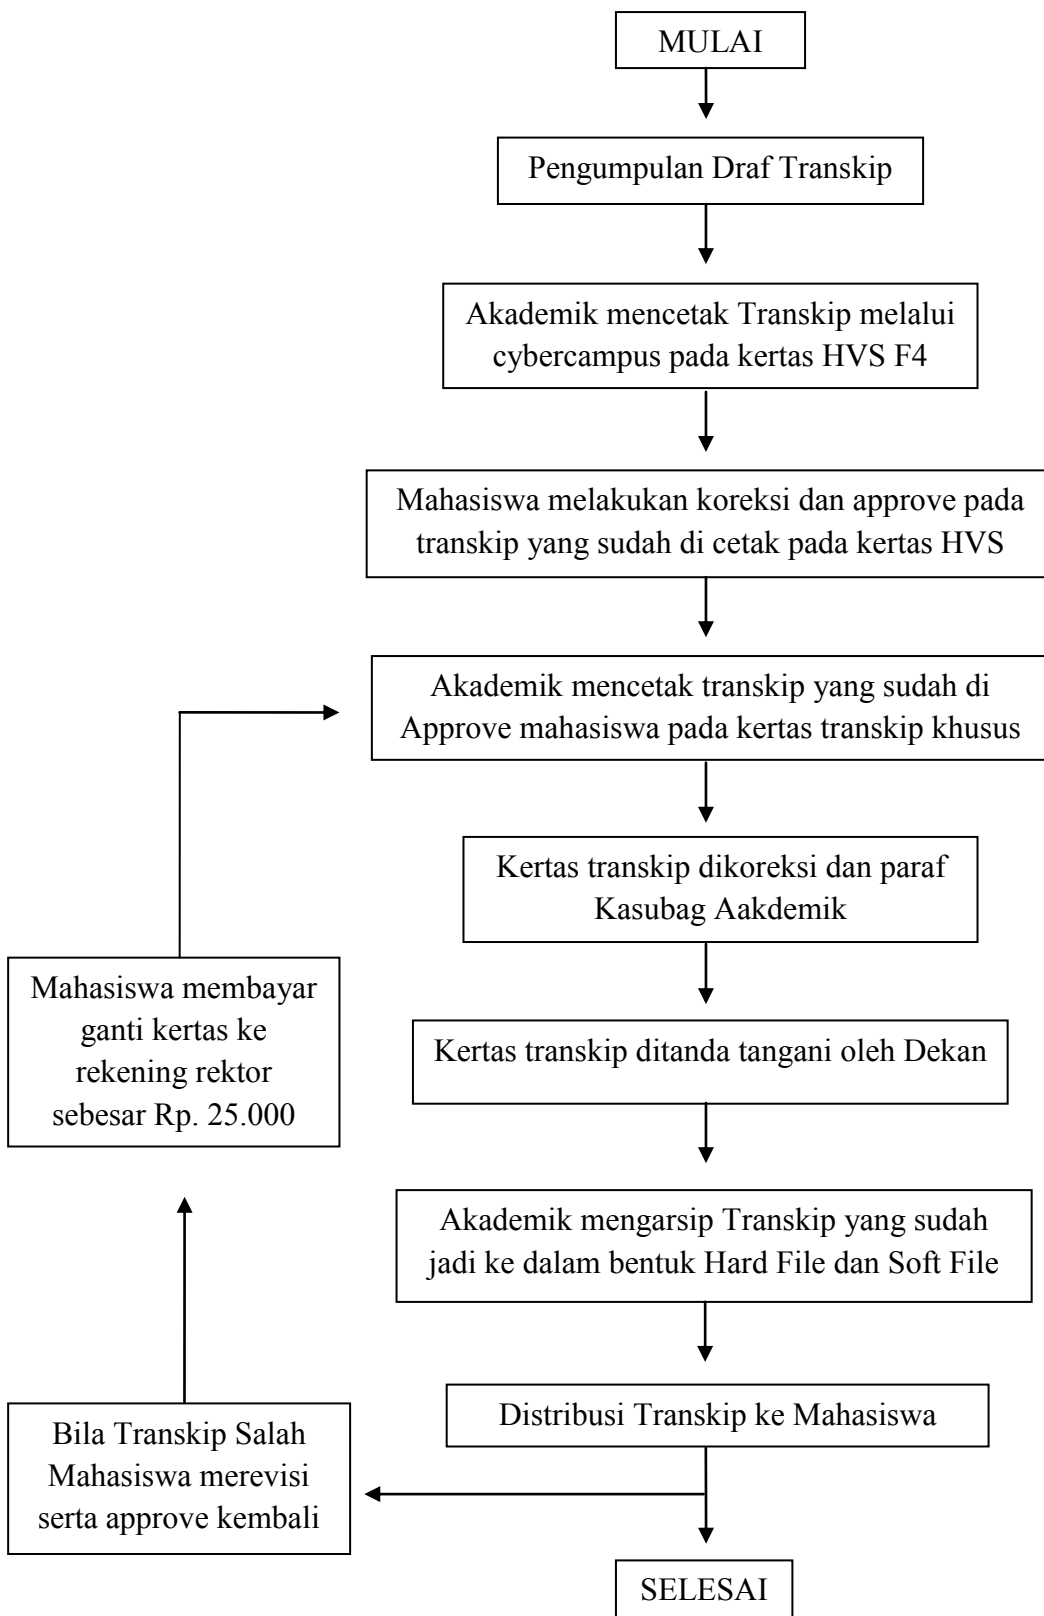 MULAI
Pengumpulan Draf Transkip
Akademik mencetak Transkip melalui
cybercampus pada kertas HVS F4
Mahasiswa melakukan koreksi dan approve pada
transkip yang sudah di cetak pada kertas HVS
Akademik mencetak transkip yang sudah di
Approve mahasiswa pada kertas transkip khusus
Kertas transkip dikoreksi dan paraf
Kasubag Aakdemik
Mahasiswa membayar
ganti kertas ke
rekening rektor
sebesar Rp. 25.000
Kertas transkip ditanda tangani oleh Dekan
Akademik mengarsip Transkip yang sudah
jadi ke dalam bentuk Hard File dan Soft File
Distribusi Transkip ke Mahasiswa
Bila Transkip Salah
Mahasiswa merevisi
serta approve kembali
SELESAI